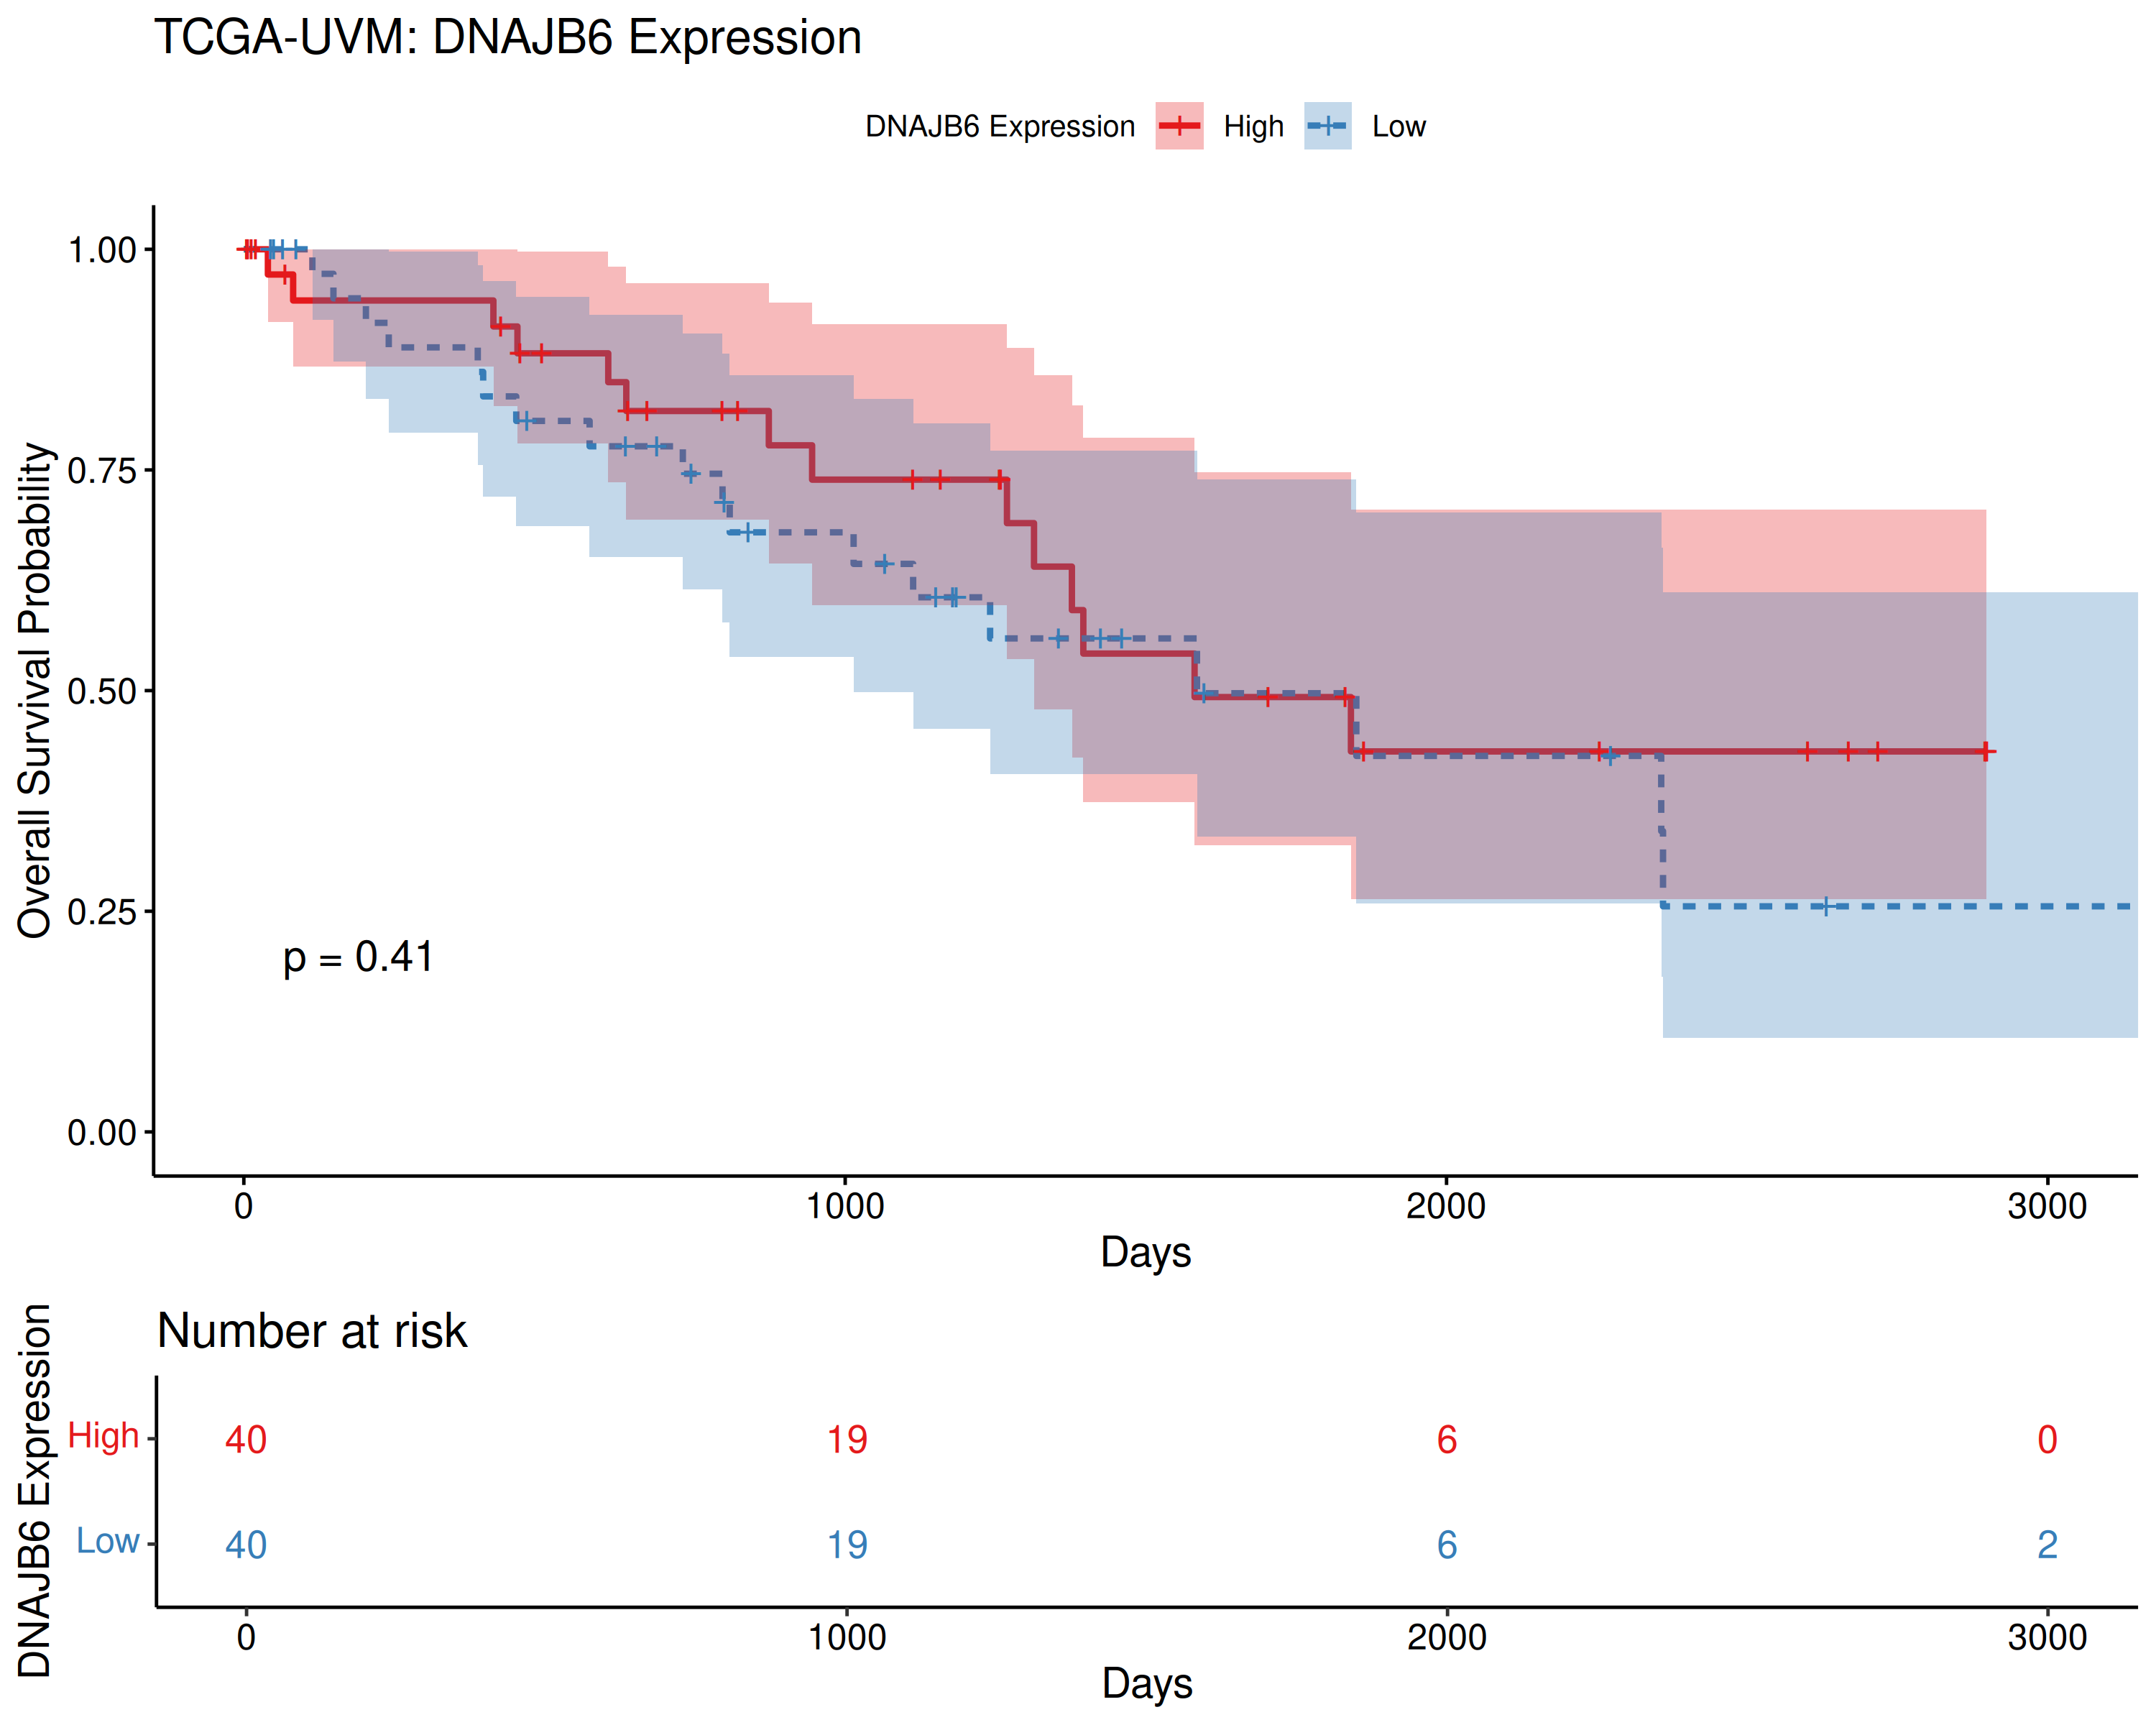 TCGA-UVM: DNAJB6 Expression
DNAJB6 Expression High Low
Overall Survival Probability
1.00
0.75
0.50
0.25
0.00
p = 0.41
0 1000 2000 3000
Days
Number at risk
DNAJB6 Expression
High 40 19 6 0
Low 40 19 6 2
0 1000 2000 3000
Days